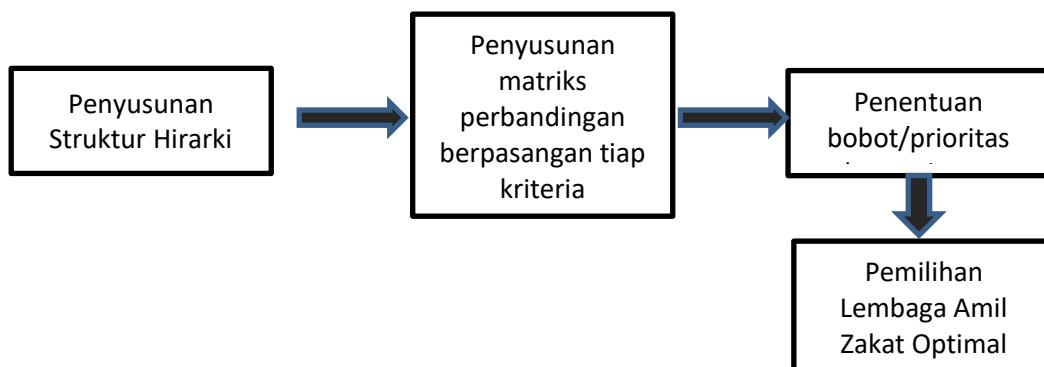 Penyusunan
Struktur Hirarki
Penyusunan
matriks
perbandingan
berpasangan tiap
kriteria
Penentuan
bobot/prioritas
Pemilihan
Lembaga Amil
Zakat Optimal